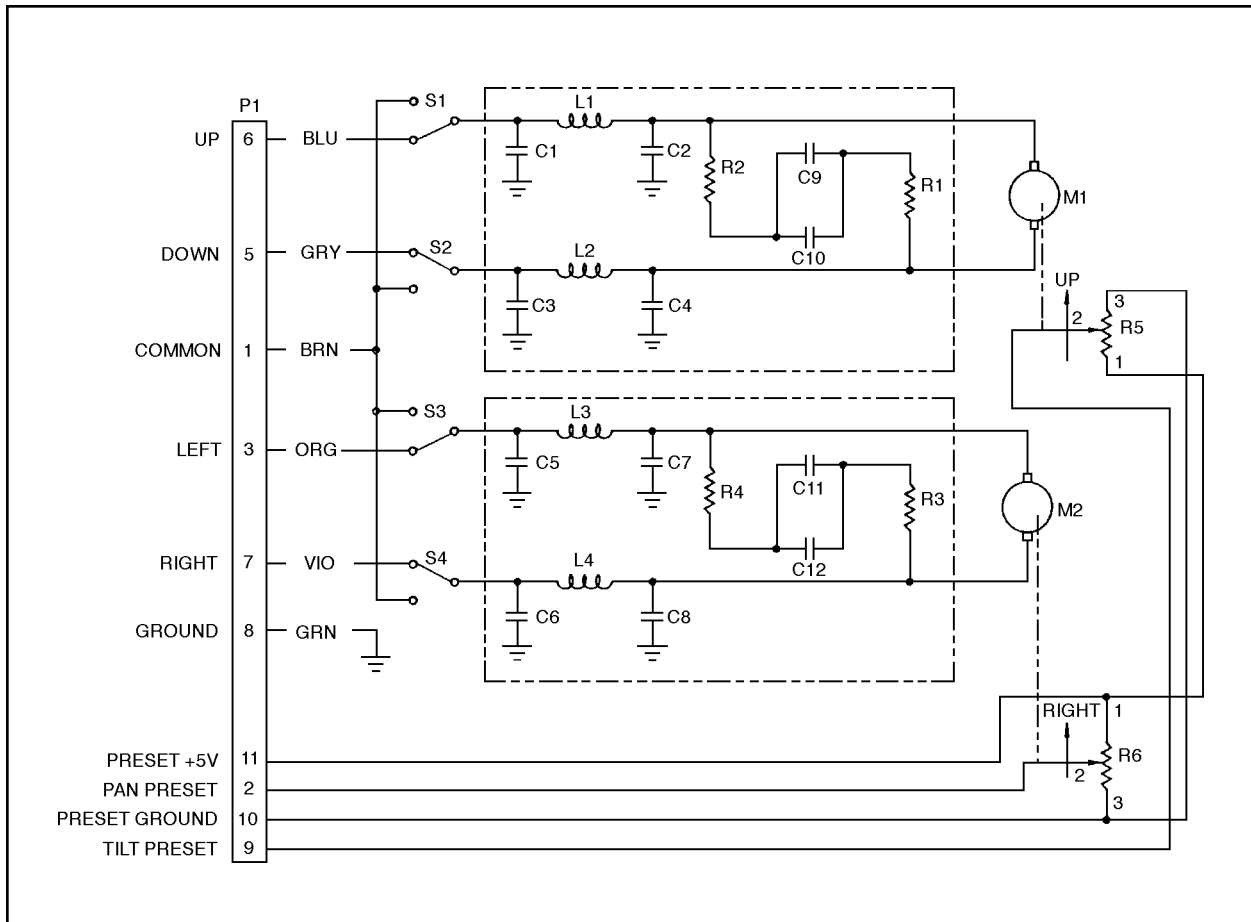 P1
S1
L1
UP 6 BLU
C1
C2
R2
C9
R1
M1
DOWN 5 GRY
S2
L2
C10
C3
C4
UP
3
2
R5
1
COMMON 1 BRN
S3
L3
LEFT 3 ORG
C5
C7
R4
C11
R3
M2
RIGHT 7 VIO
S4
L4
C12
C6
C8
GROUND 8 GRN
RIGHT
1
R6
2
3
PRESET +5V 11
PAN PRESET 2
PRESET GROUND 10
TILT PRESET 9